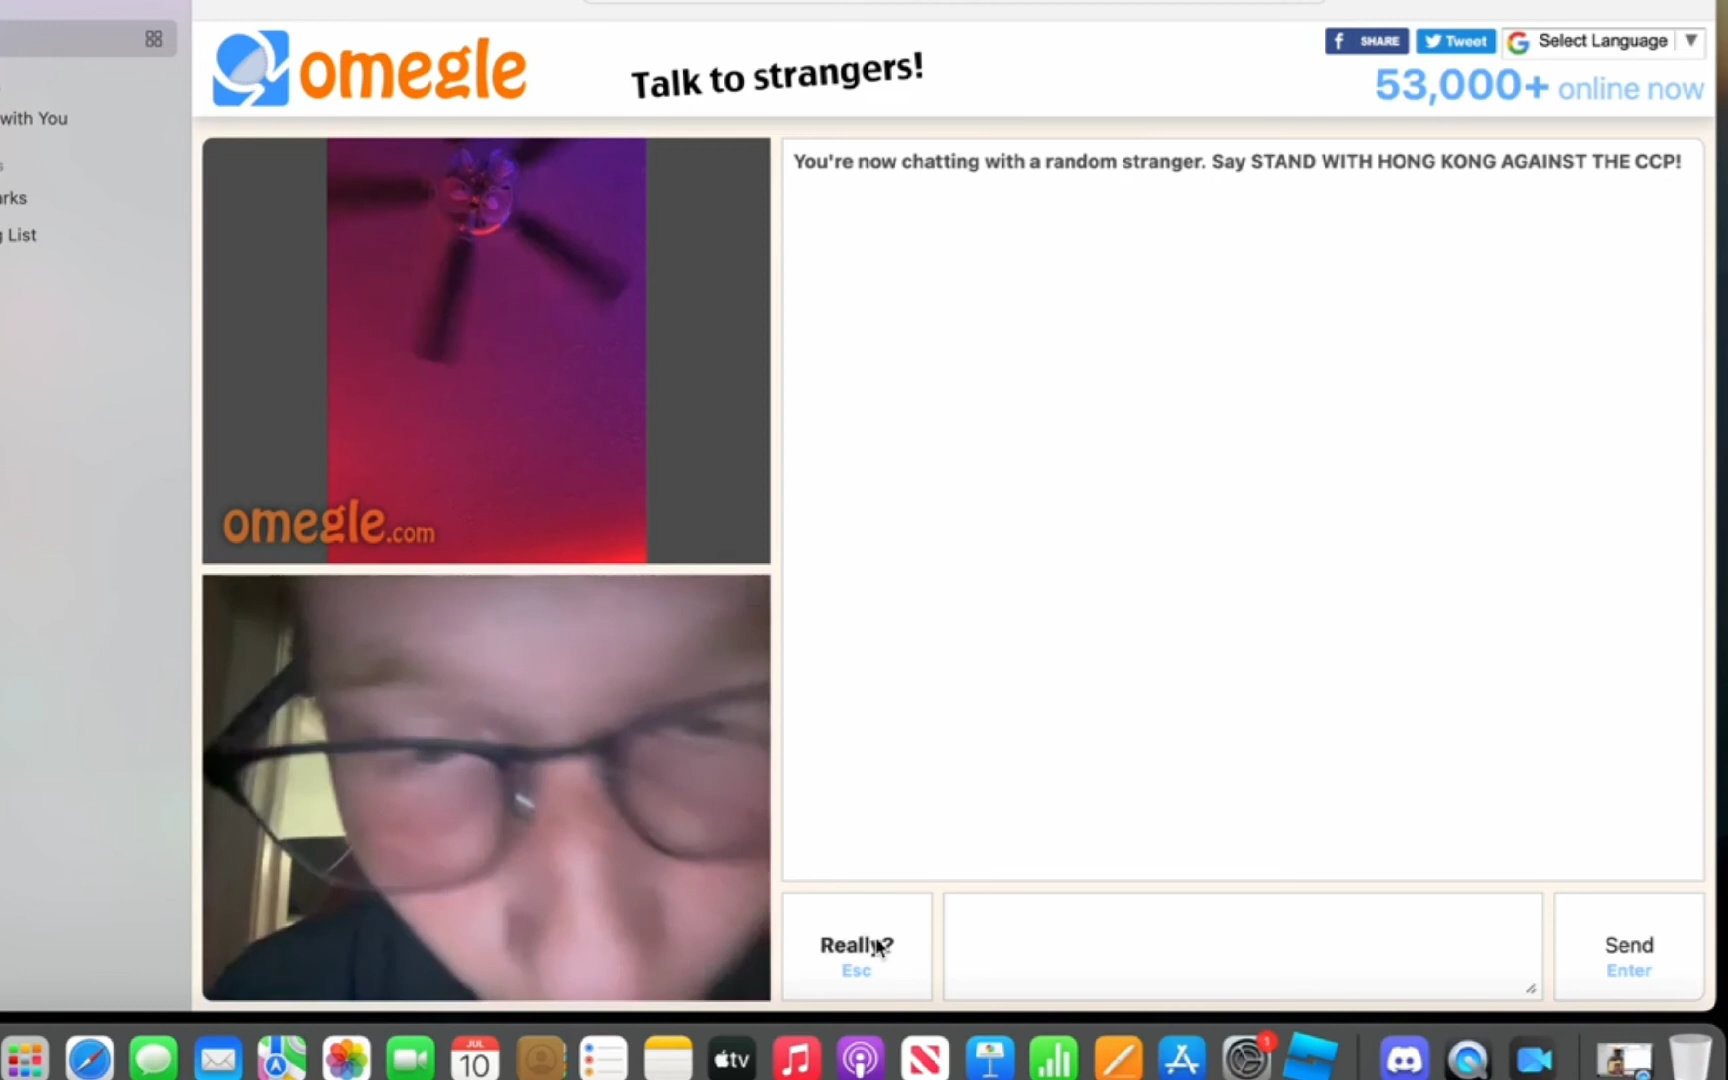 with You
arks
List
omegle
Talk to strangers!
SHARE
Tweet
Select Language
53,000+ online now
You're now chatting with a random stranger. Say STAND WITH HONG KONG AGAINST THE CCP!
omegle.com
Really?
Esc
Send
Enter
JUL
10
tv
1